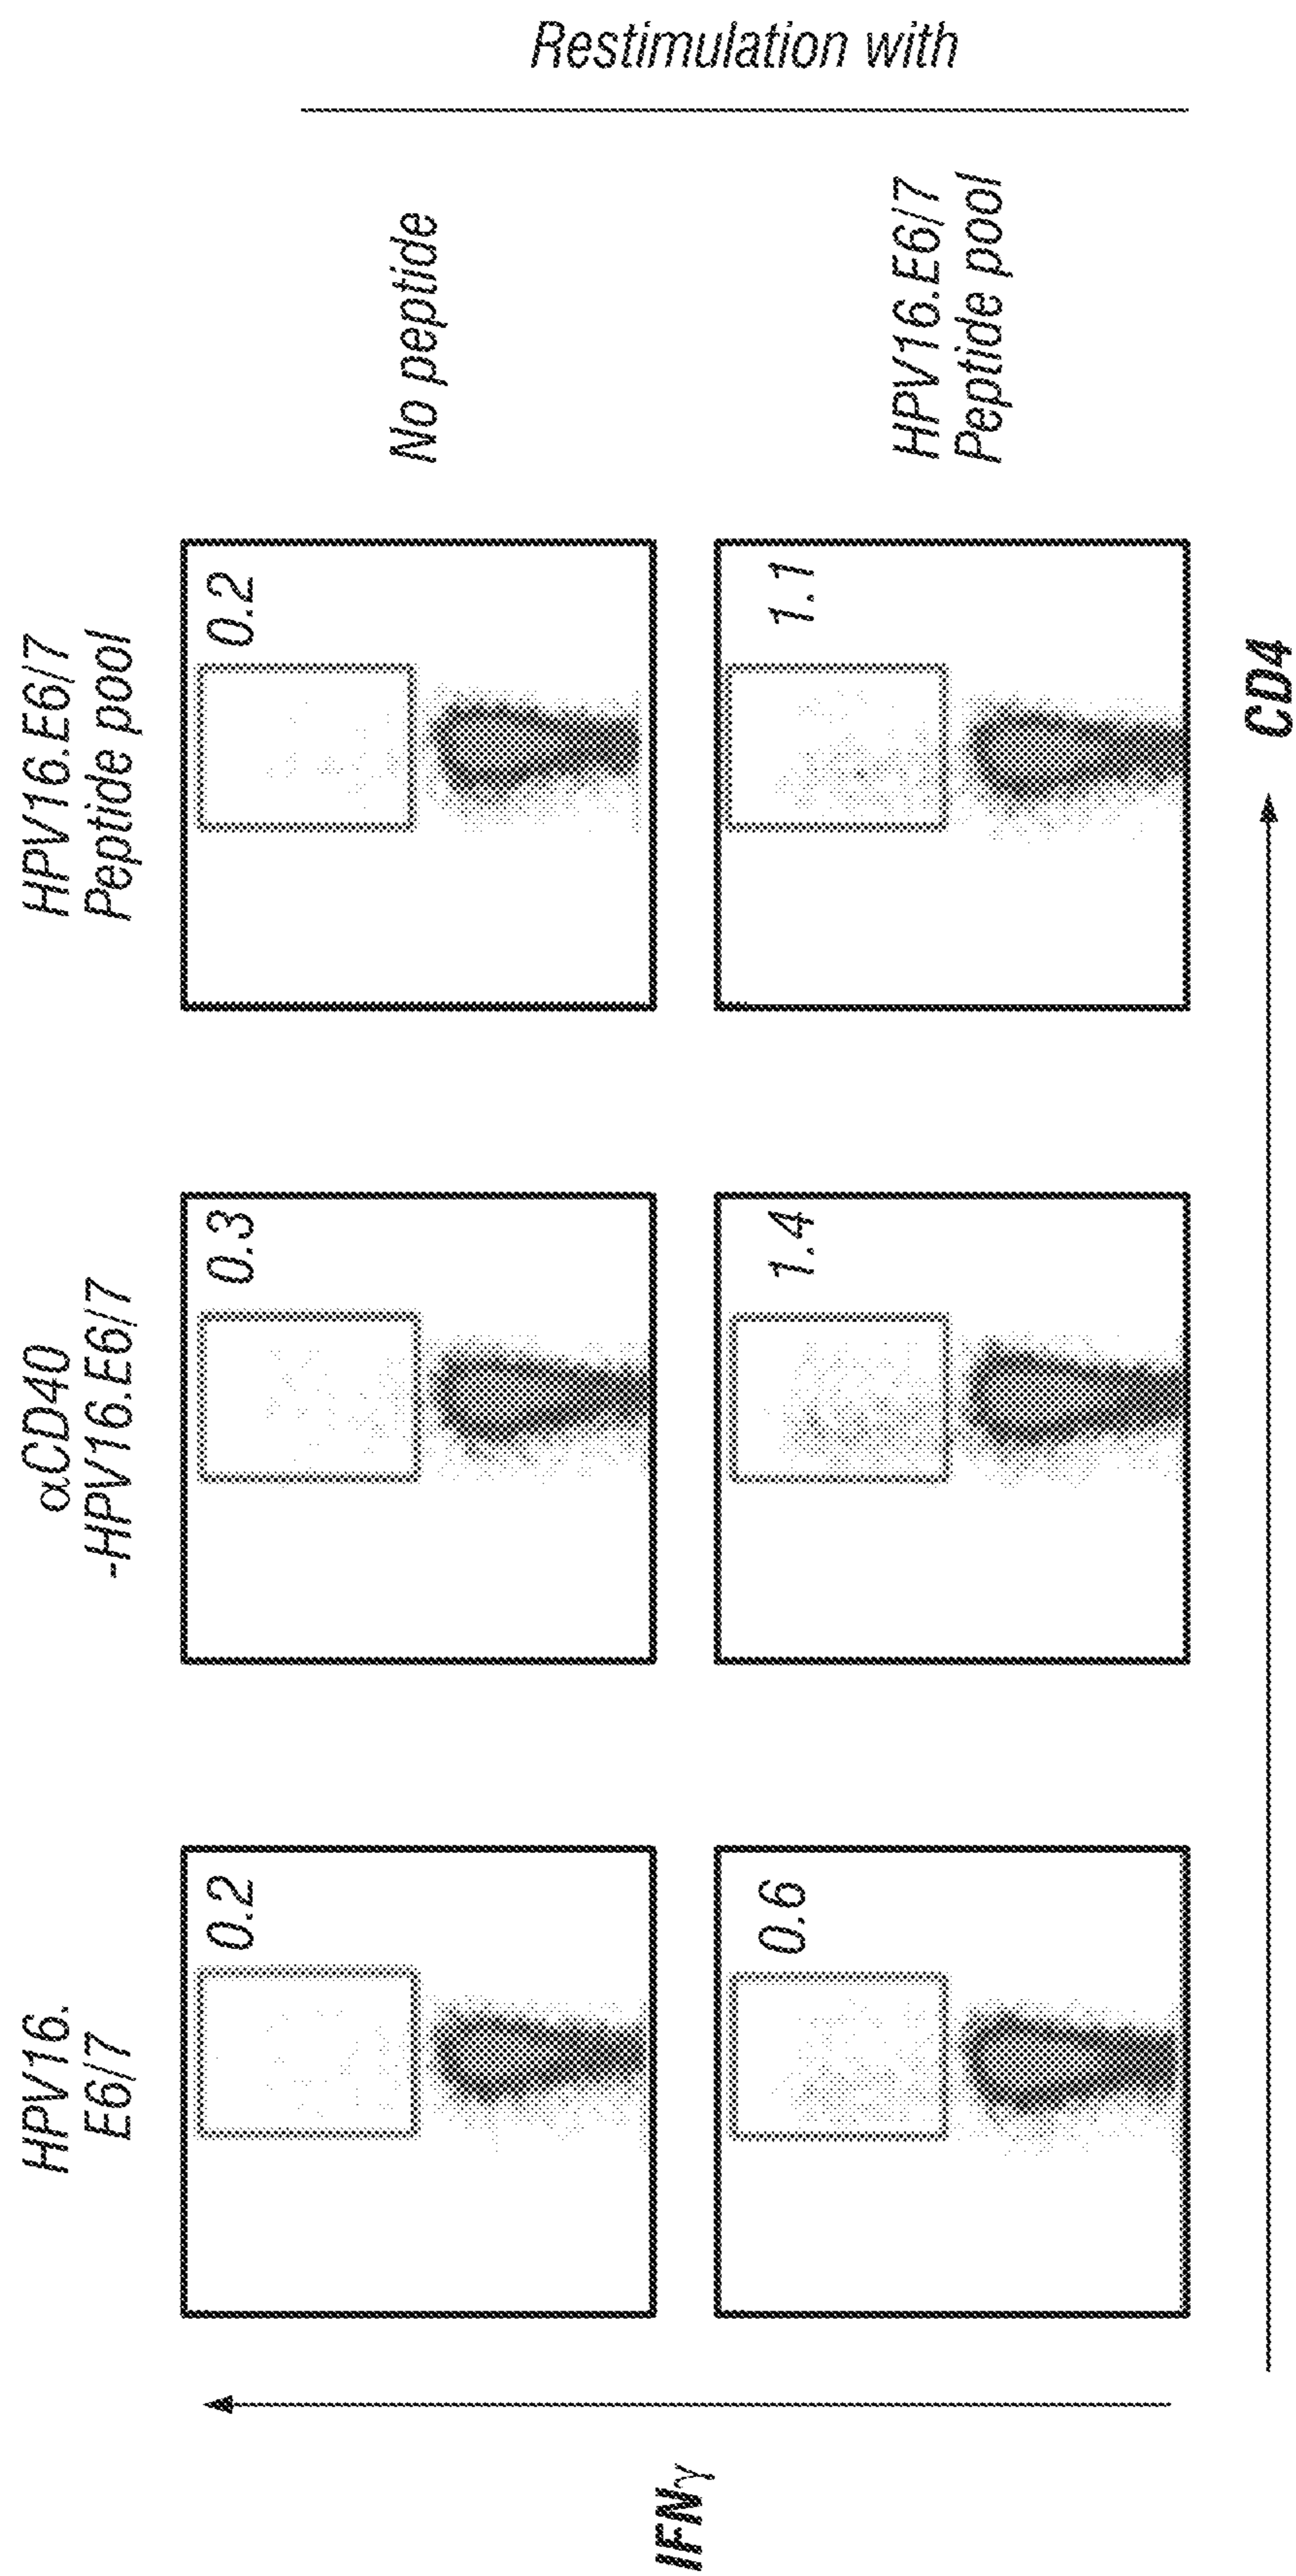 HPV16.
E6/7
αCD40
-HPV16.E6/7
HPV16.E6/7
Peptide pool
Restimulation with
0.2
0.3
0.2
No peptide
0.6
1.4
1.1
HPV16.E6/7
Peptide pool
IFNγ
CD4